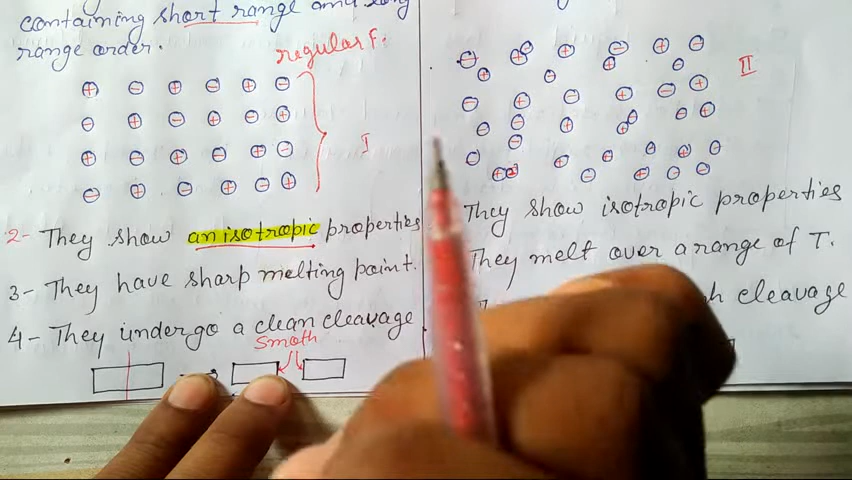 containing short range and long
range order.
regular F.
I
2- They show anisotropic properties
3- They have sharp melting point.
4- They undergo a clean cleavage
Smoth
II
They show isotropic properties
They melt over a range of T.
cleavage